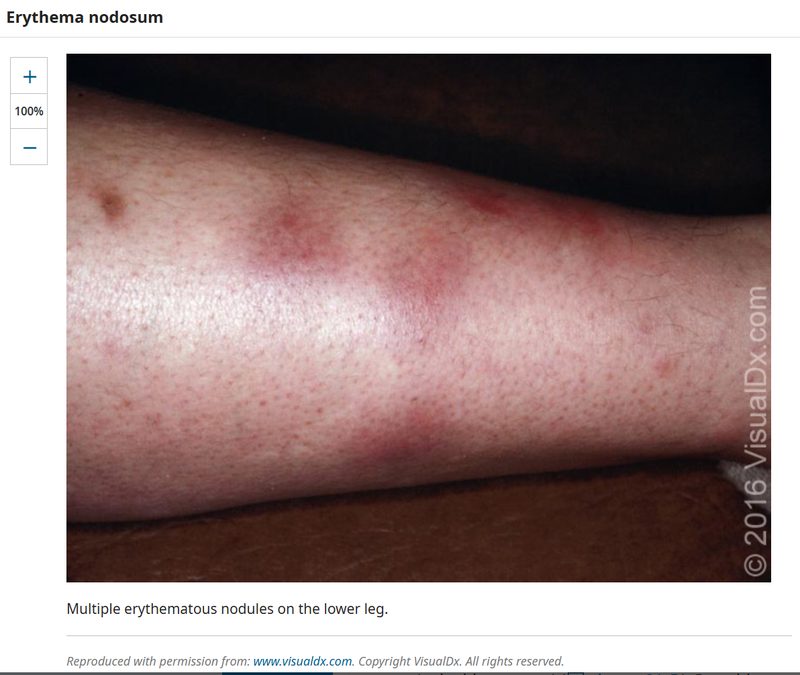 Erythema nodosum
+
100%
−
© 2016 VisualDx.com
Multiple erythematous nodules on the lower leg.
Reproduced with permission from: www.visualdx.com. Copyright VisualDx. All rights reserved.